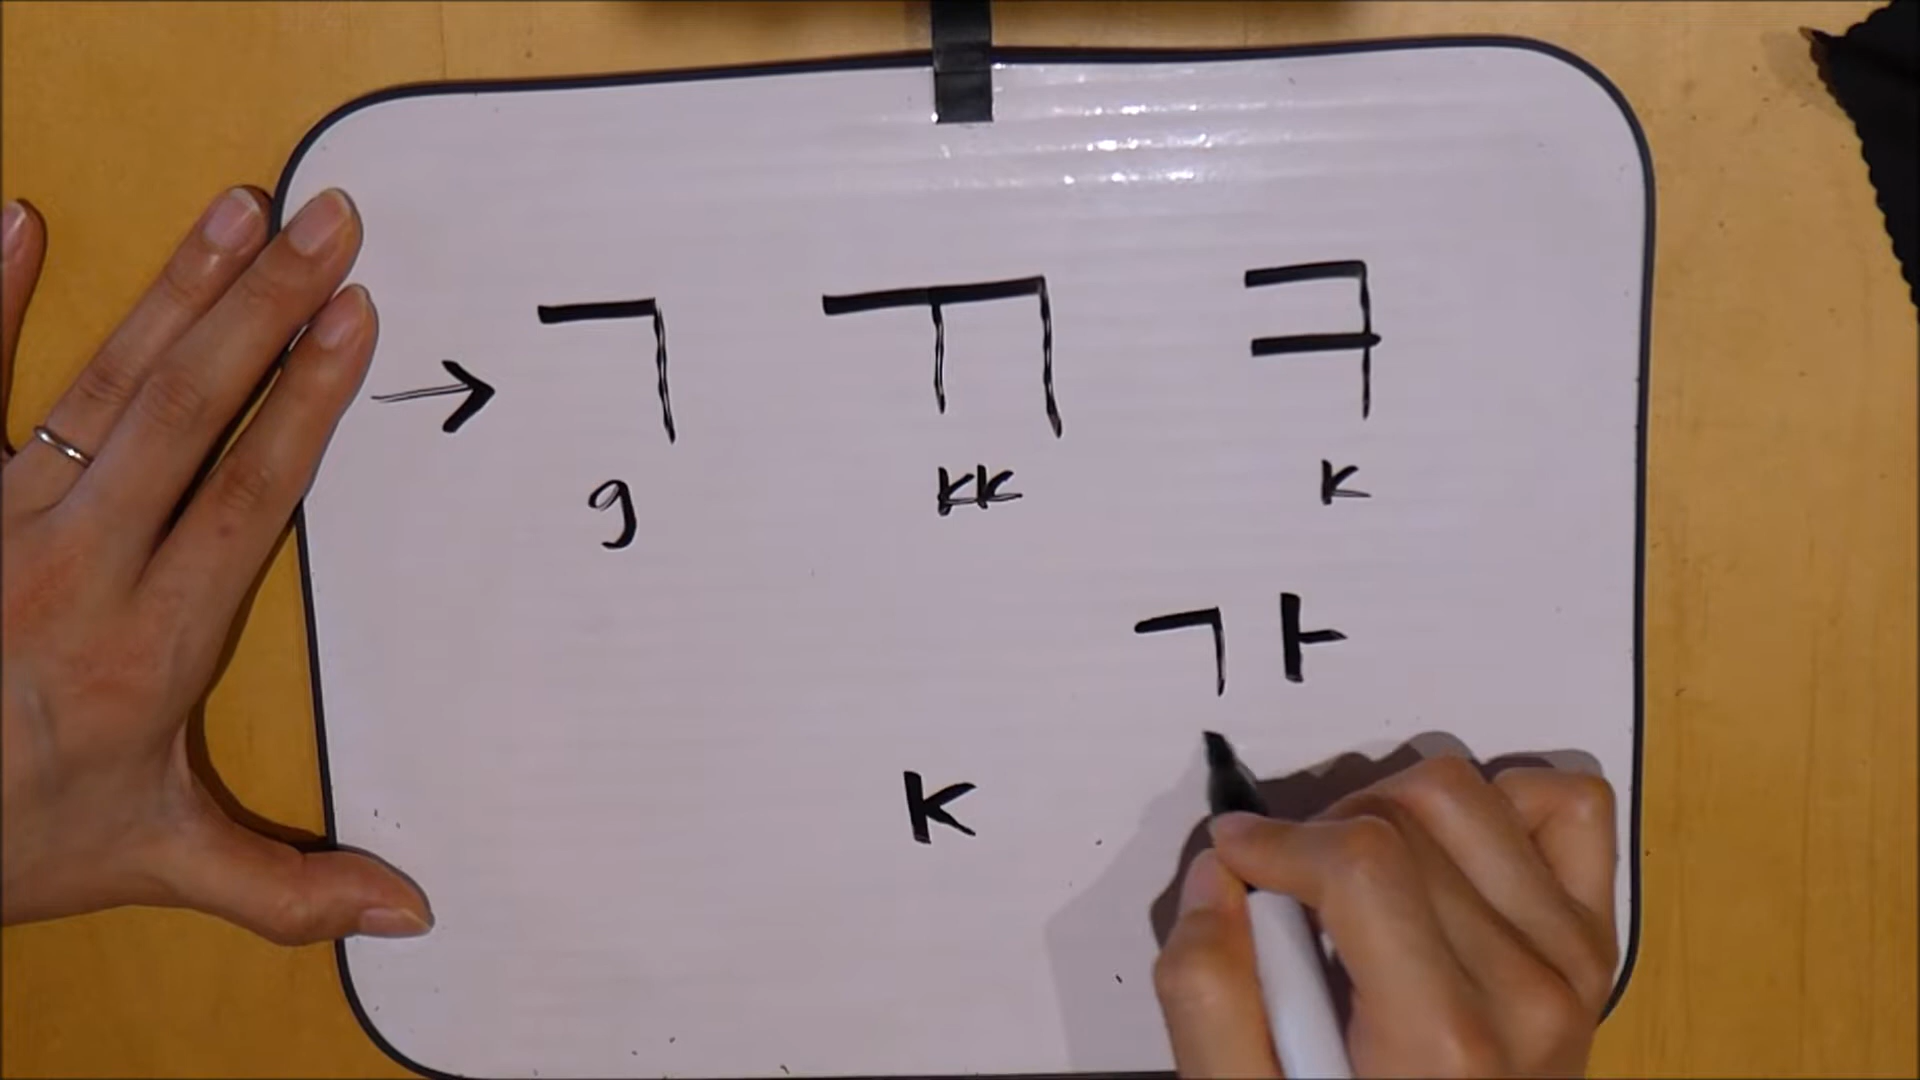 → ㄱ ㄲ ㅋ
g kk k
가
k